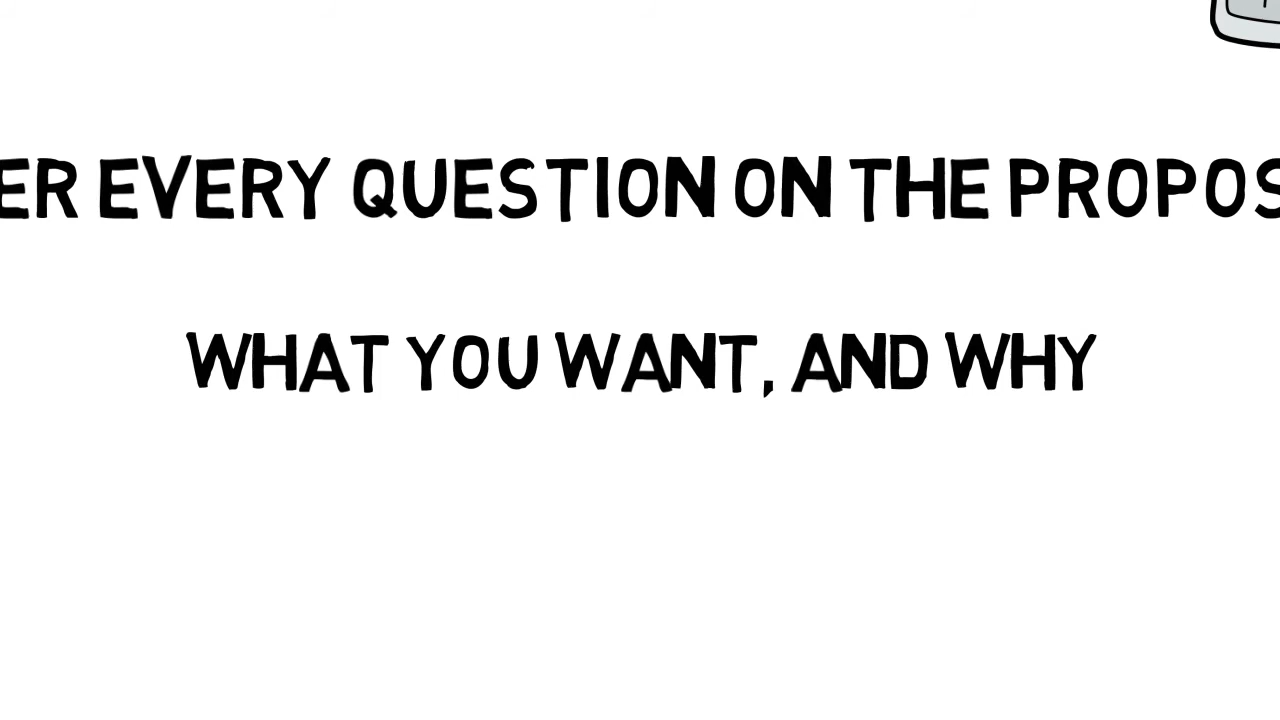 ER EVERY QUESTION ON THE PROPOS
WHAT YOU WANT, AND WHY